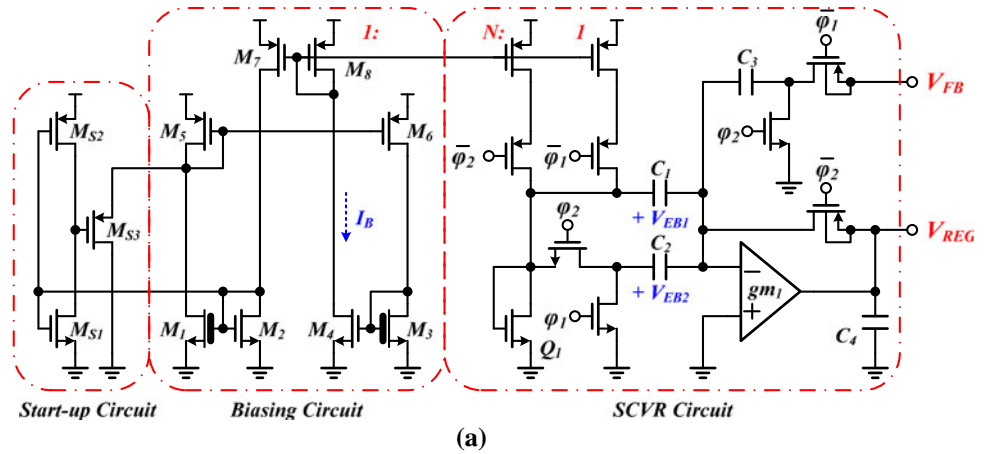 1: N: 1
φ̄1
M7 M8 C3
VFB
MS2 M5 M6 φ2
φ̄2 φ̄1 C1 φ̄2
IB φ2 + VEB1
MS3 C2 VREG
+ VEB2 − gm1 +
MS1 M1 M2 M4 M3 φ1
Q1 C4
Start-up Circuit Biasing Circuit SCVR Circuit
(a)